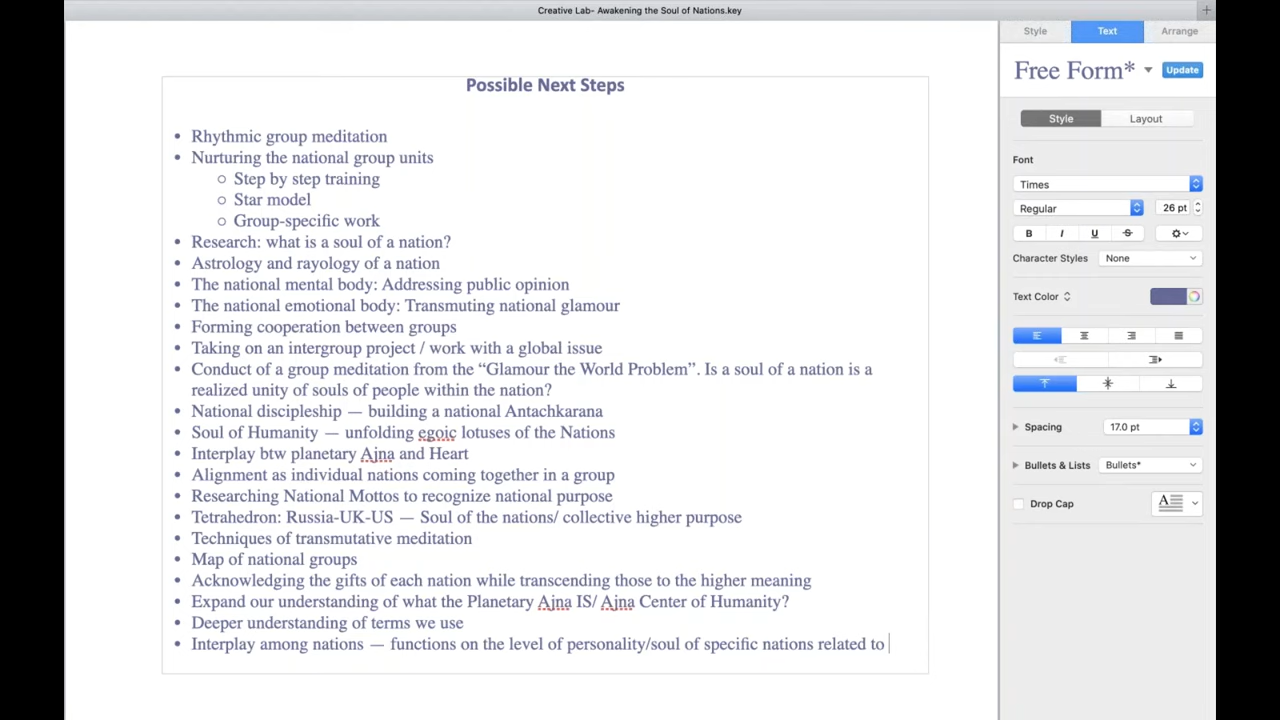 Creative Lab- Awakening the Soul of Nations.key
Style Text Arrange
Free Form* Update
Style Layout
Font
Times
Regular 26 pt
B I U S
Character Styles None
Text Color
Spacing 17.0 pt
Bullets & Lists Bullets*
Drop Cap
Possible Next Steps
• Rhythmic group meditation
• Nurturing the national group units
○ Step by step training
○ Star model
○ Group-specific work
• Research: what is a soul of a nation?
• Astrology and rayology of a nation
• The national mental body: Addressing public opinion
• The national emotional body: Transmuting national glamour
• Forming cooperation between groups
• Taking on an intergroup project / work with a global issue
• Conduct of a group meditation from the “Glamour the World Problem”. Is a soul of a nation is a
realized unity of souls of people within the nation?
• National discipleship — building a national Antachkarana
• Soul of Humanity — unfolding egoic lotuses of the Nations
• Interplay btw planetary Ajna and Heart
• Alignment as individual nations coming together in a group
• Researching National Mottos to recognize national purpose
• Tetrahedron: Russia-UK-US — Soul of the nations/ collective higher purpose
• Techniques of transmutative meditation
• Map of national groups
• Acknowledging the gifts of each nation while transcending those to the higher meaning
• Expand our understanding of what the Planetary Ajna IS/ Ajna Center of Humanity?
• Deeper understanding of terms we use
• Interplay among nations — functions on the level of personality/soul of specific nations related to